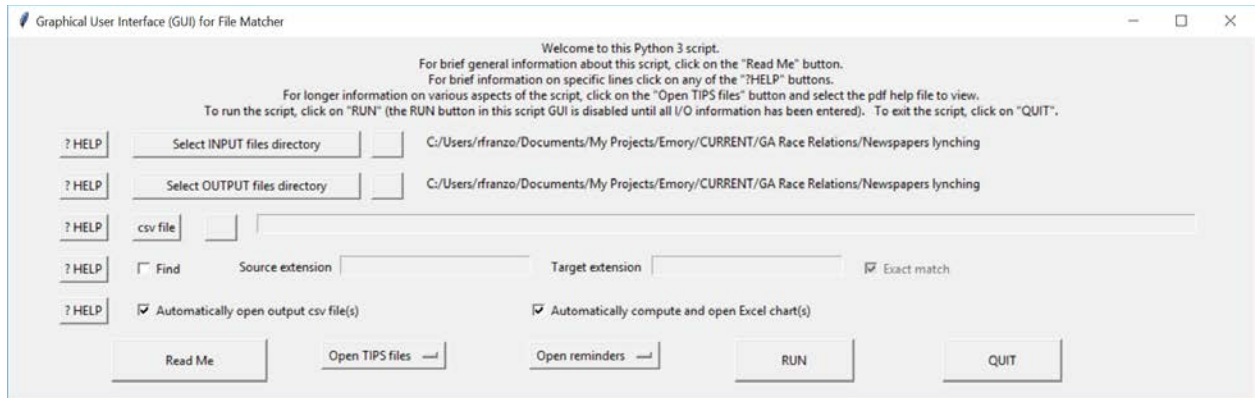 Graphical User Interface (GUI) for File Matcher
Welcome to this Python 3 script.
For brief general information about this script, click on the "Read Me" button.
For brief information on specific lines click on any of the "?HELP" buttons.
For longer information on various aspects of the script, click on the "Open TIPS files" button and select the pdf help file to view.
To run the script, click on "RUN" (the RUN button in this script GUI is disabled until all I/O information has been entered). To exit the script, click on "QUIT".
? HELP Select INPUT files directory C:/Users/rfranzo/Documents/My Projects/Emory/CURRENT/GA Race Relations/Newspapers lynching
? HELP Select OUTPUT files directory C:/Users/rfranzo/Documents/My Projects/Emory/CURRENT/GA Race Relations/Newspapers lynching
? HELP csv file
? HELP Find Source extension Target extension Exact match
? HELP Automatically open output csv file(s) Automatically compute and open Excel chart(s)
Read Me Open TIPS files Open reminders RUN QUIT